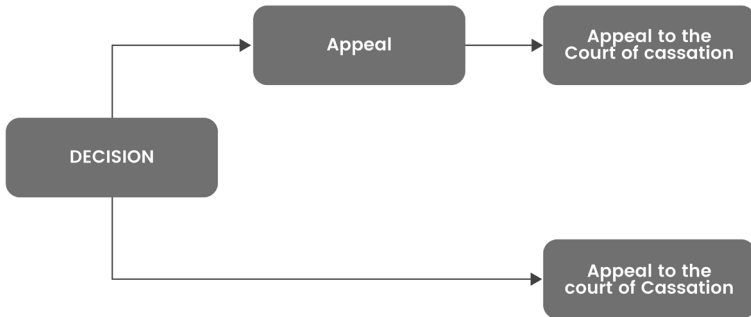 Appeal
Appeal to the
Court of cassation
DECISION
Appeal to the
court of Cassation